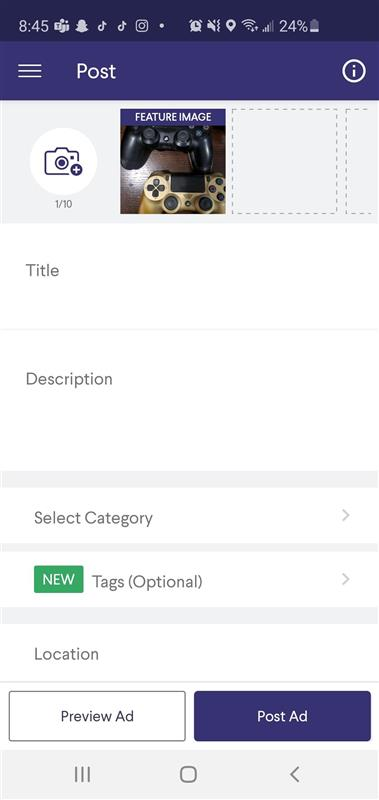 8:45
24%
Post
FEATURE IMAGE
1/10
Title
Description
Select Category
NEW Tags (Optional)
Location
Preview Ad
Post Ad